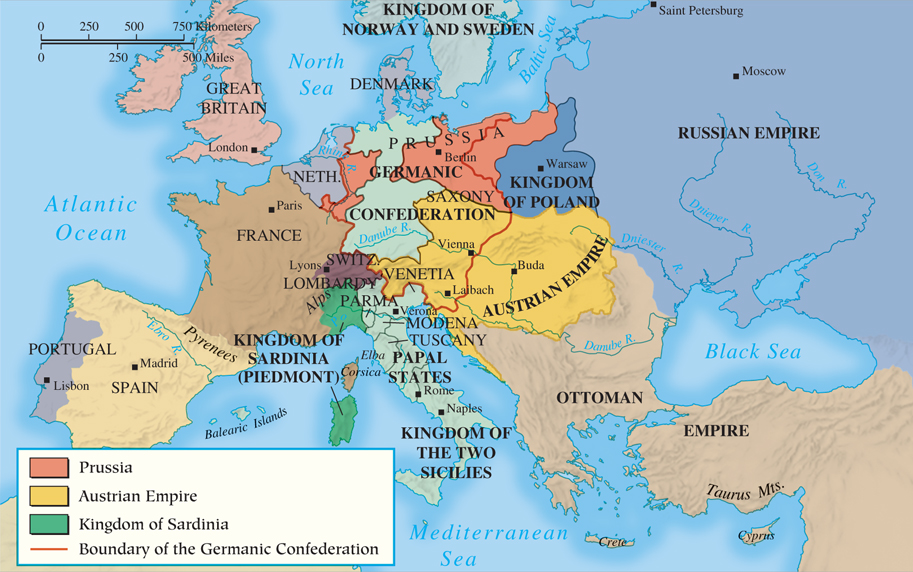 KINGDOM OF
NORWAY AND SWEDEN
Saint Petersburg
0 250 500 750 Kilometers
0 250 500 Miles
North
Sea
Baltic Sea
DENMARK
Moscow
GREAT
BRITAIN
London
RUSSIAN EMPIRE
PRUSSIA
Berlin
Rhine R.
GERMANIC
NETH.
Warsaw
KINGDOM
OF POLAND
Don R.
SAXONY
Atlantic
Ocean
Paris
CONFEDERATION
Dnieper R.
FRANCE
Danube R.
Vienna
Dniester R.
Lyons
SWITZ.
Buda
LOMBARDY
VENETIA
AUSTRIAN EMPIRE
Laibach
Alps
PARMA
Verona
MODENA
TUSCANY
Ebro R.
Pyrenees
KINGDOM OF
SARDINIA
(PIEDMONT)
Danube R.
Black Sea
PORTUGAL
Madrid
Elba
Corsica
PAPAL
STATES
Lisbon
SPAIN
Rome
OTTOMAN
EMPIRE
Naples
Balearic Islands
KINGDOM OF
THE TWO
SICILIES
Taurus Mts.
Mediterranean
Sea
Crete
Cyprus
Prussia
Austrian Empire
Kingdom of Sardinia
Boundary of the Germanic Confederation